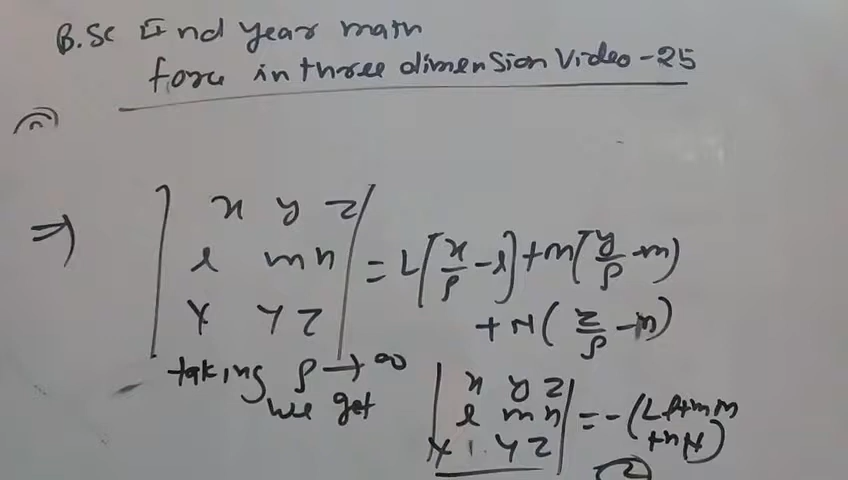 B.Sc IInd year math
force in three dimension Video-25
⇒ | x y z |
| l m n | = L[x/ρ - l] + M[y/ρ - m]
| X Y Z | + N[z/ρ - n]
taking ρ → ∞
we get
| x y z |
| l m n | = -(Ll + mM
| X Y Z | + nN)